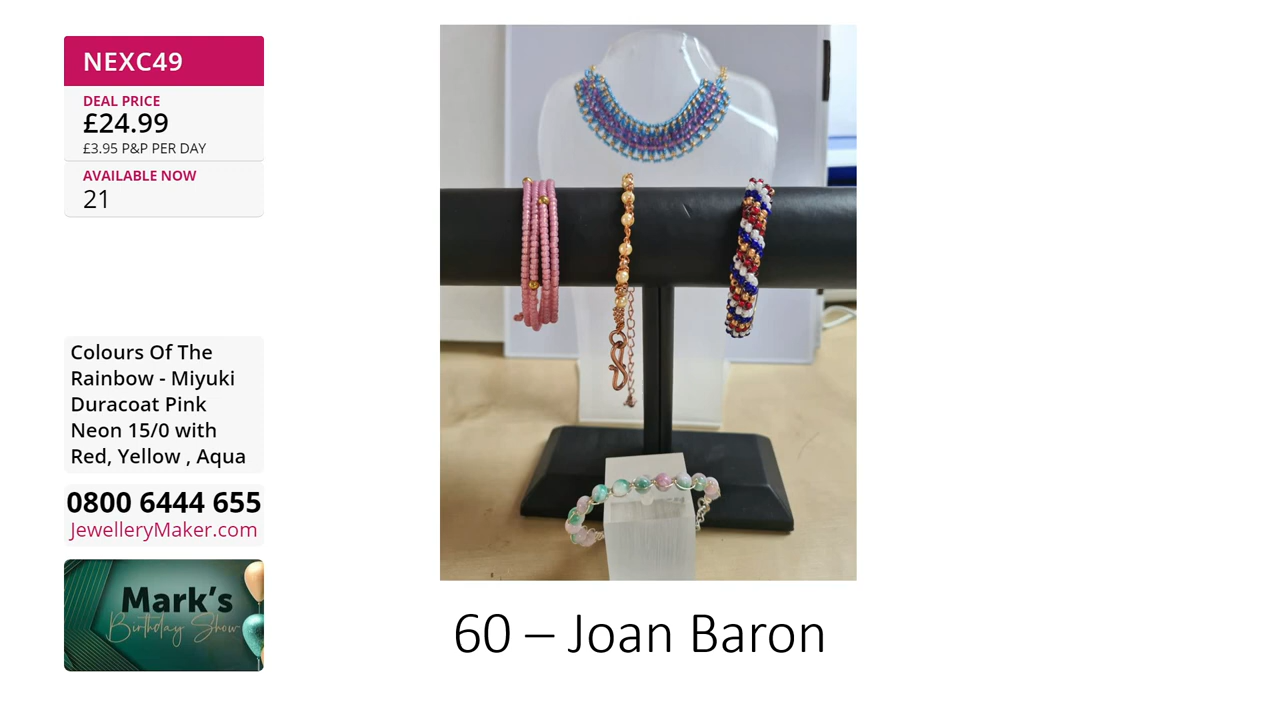 NEXC49
DEAL PRICE
£24.99
£3.95 P&P PER DAY
AVAILABLE NOW
21
Colours Of The
Rainbow - Miyuki
Duracoat Pink
Neon 15/0 with
Red, Yellow , Aqua
0800 6444 655
JewelleryMaker.com
Mark's
Birthday Show
60 – Joan Baron